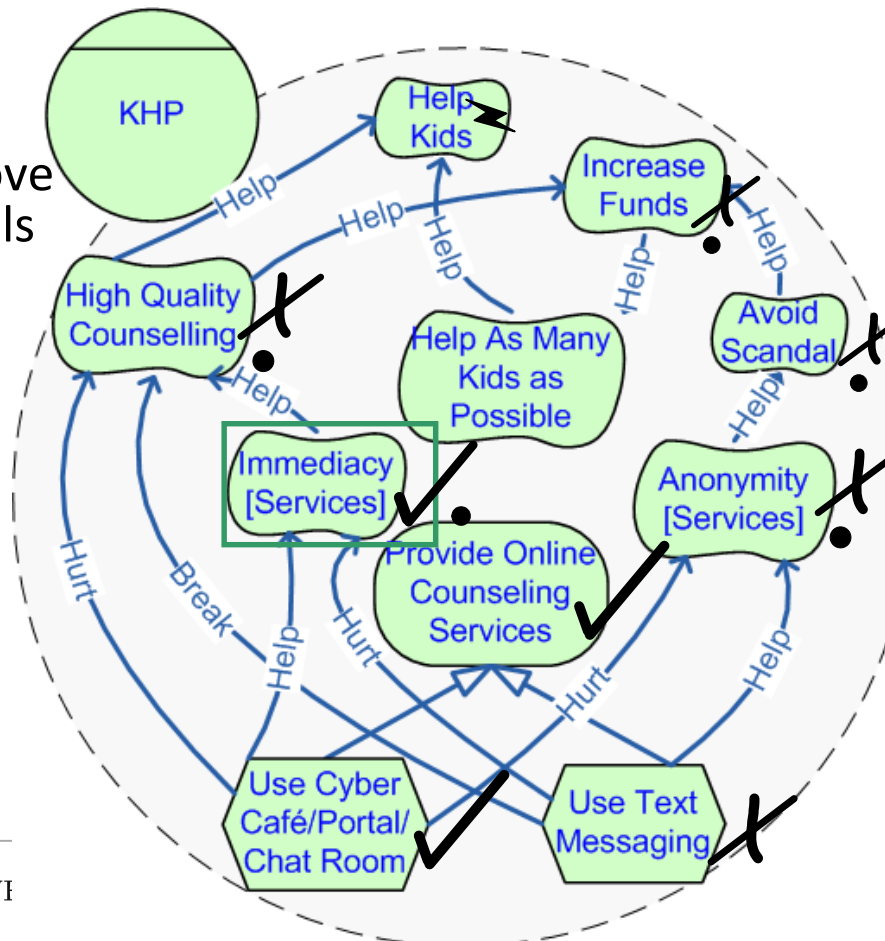 KHP
Help
Kids
ove
ls
Increase
Funds
Help
Help
Help
Help
Help
High Quality
Counselling
Avoid
Scandal
Help As Many
Kids as
Possible
Help
Help
Immediacy
[Services]
Anonymity
[Services]
Provide Online
Counseling
Services
Hurt
Break
Hurt
Help
Hurt
Help
Use Cyber
Café/Portal/
Chat Room
Use Text
Messaging